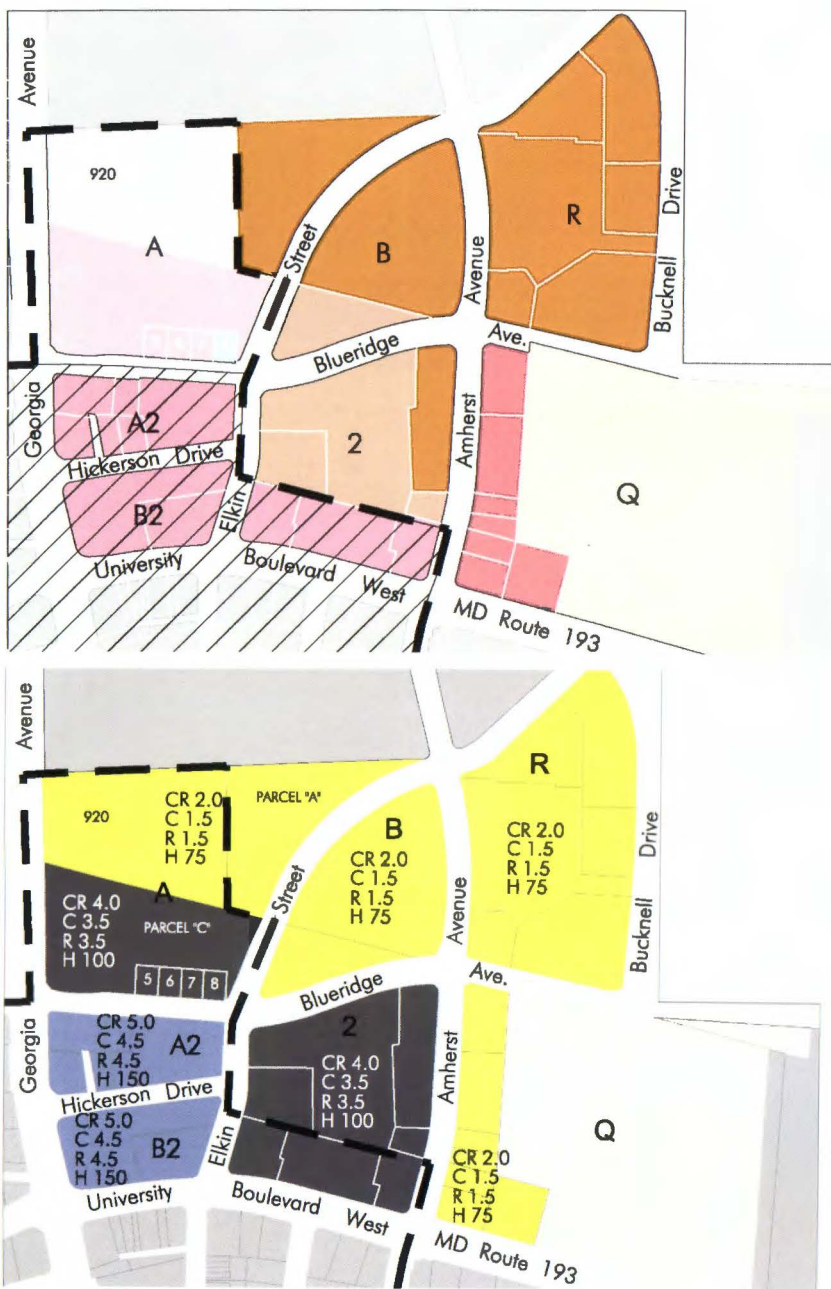 Avenue
920
A
B
R
Street
Avenue
Drive
Bucknell
Blueridge
Ave.
Georgia
A2
Hickerson Drive
2
Amherst
Q
B2
Elkin
University
Boulevard
West
MD Route 193
Avenue
R
920
CR 2.0
C 1.5
R 1.5
H 75
PARCEL "A"
B
CR 2.0
C 1.5
R 1.5
H 75
CR 2.0
C 1.5
R 1.5
H 75
Drive
A
CR 4.0
C 3.5
R 3.5
H 100
PARCEL "C"
Street
Avenue
Bucknell
5 6 7 8
Ave.
Blueridge
Georgia
CR 5.0
C 4.5
R 4.5
H 150
A2
2
CR 4.0
C 3.5
R 3.5
H 100
Amherst
Hickerson Drive
CR 5.0
C 4.5
R 4.5
H 150
B2
Elkin
Q
CR 2.0
C 1.5
R 1.5
H 75
University
Boulevard
West
MD Route 193